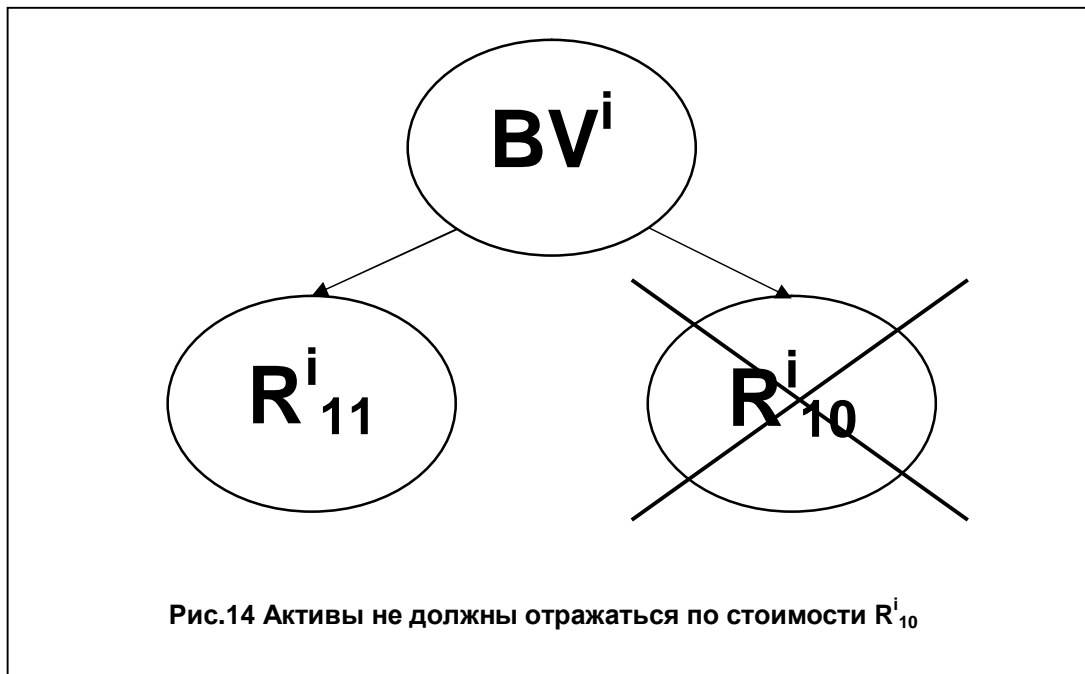 BVⁱ
Rⁱ₁₁
Rⁱ₁₀
Рис.14 Активы не должны отражаться по стоимости Rⁱ₁₀